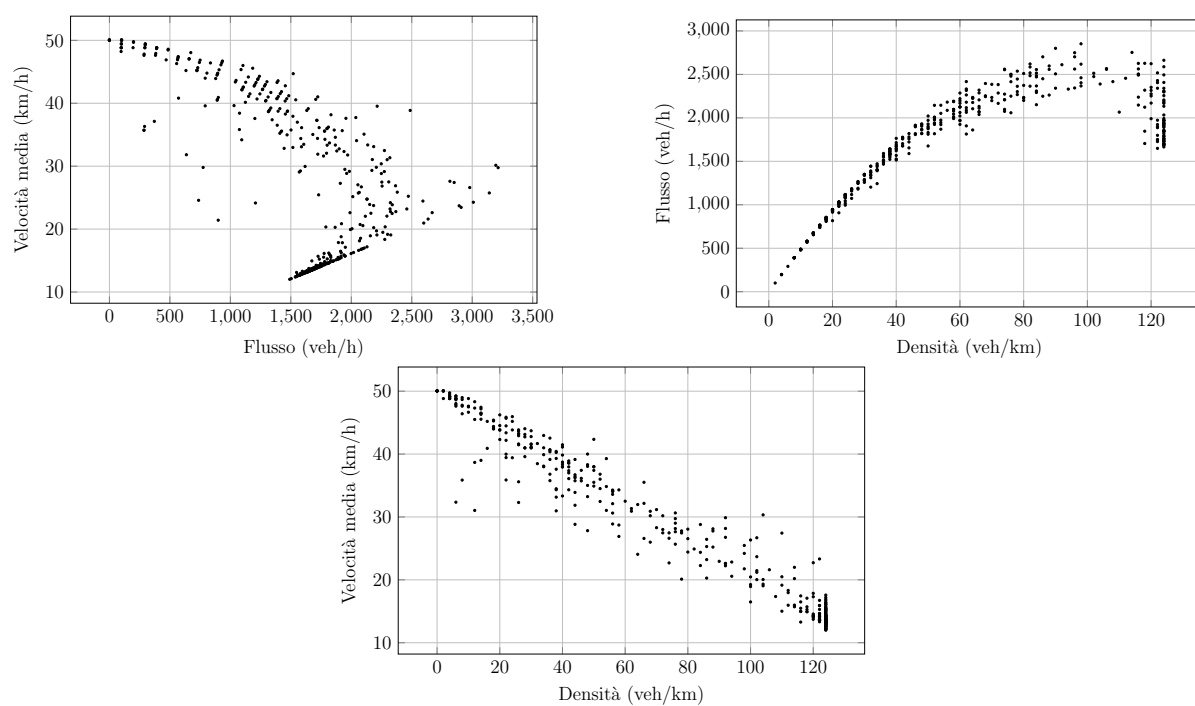 50
40
30
20
10
Velocità media (km/h)
0 500 1,000 1,500 2,000 2,500 3,000 3,500
Flusso (veh/h)
3,000
2,500
2,000
1,500
1,000
500
0
Flusso (veh/h)
0 20 40 60 80 100 120
Densità (veh/km)
50
40
30
20
10
Velocità media (km/h)
0 20 40 60 80 100 120
Densità (veh/km)